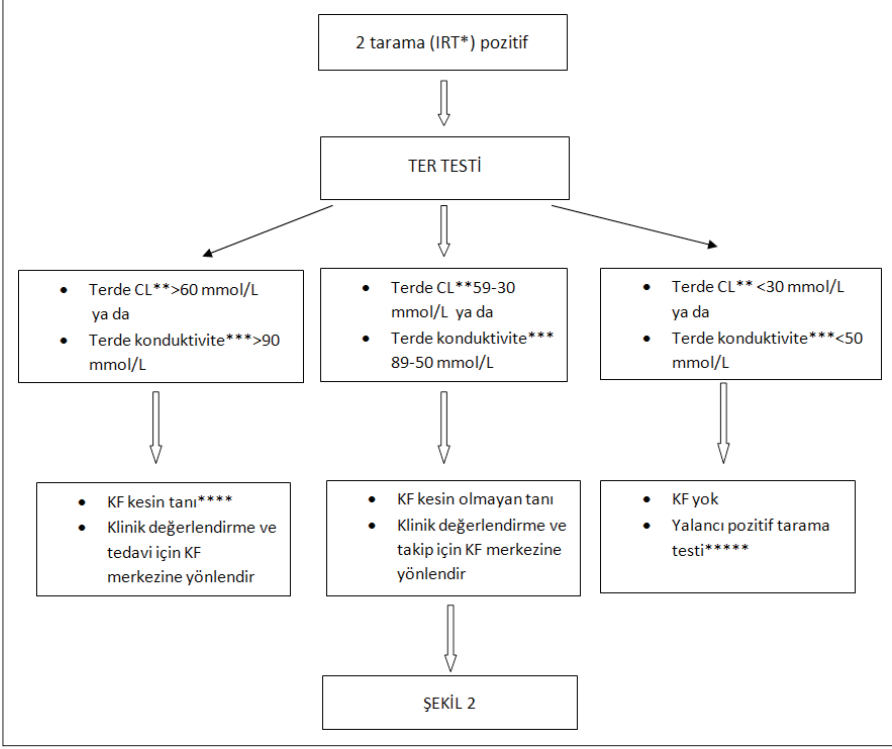 2 tarama (IRT*) pozitif
TER TESTİ
• Terde CL**>60 mmol/L
ya da
• Terde konduktivite***>90
mmol/L
• Terde CL**59-30
mmol/L ya da
• Terde konduktivite***
89-50 mmol/L
• Terde CL** <30 mmol/L
ya da
• Terde konduktivite***<50
mmol/L
• KF kesin tanı****
• Klinik değerlendirme ve
tedavi için KF
merkezine yönlendir
• KF kesin olmayan tanı
• Klinik değerlendirme ve
takip için KF merkezine
yönlendir
• KF yok
• Yalancı pozitif tarama
testi*****
ŞEKİL 2